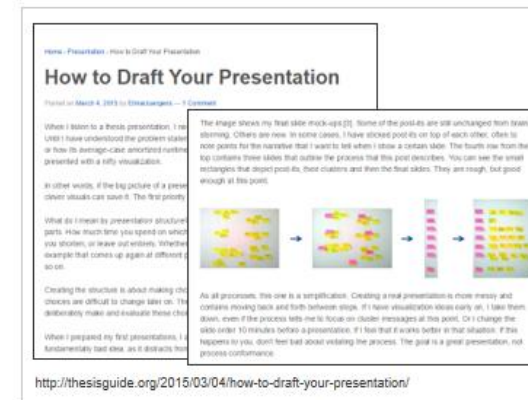 Home › Presentation › How to Draft Your Presentation
How to Draft Your Presentation
Posted on March 4, 2015 by — 1 Comment
When I listen to a thesis presentation, I
Until I have understood the problem
or how its average-case amortized runtime
presented with a nifty visualization.
In other words, if the big picture of a
clever visuals can save it. The first priority
What do I mean by presentation structure
parts. How much time you spend on which
you shorten, or leave out entirely. Whether
example that comes up again at different
so on.
Creating the structure is about making
choices are difficult to change later on. The
deliberately make and evaluate these
When I prepared my first presentations, I
fundamentally bad idea, as it distracts from
The image shows my final slide mock-ups [3]. Some of the post-its are still unchanged from brain
storming. Others are new. In some cases, I have sticked post-its on top of each other, often to
note points for the narrative that I want to tell when I show a certain slide. The fourth row from the
top contains three slides that outline the process that this post describes. You can see the small
rectangles that depict post-its, their clusters and then the final slides. They are rough, but good
enough at this point.
As all processes, this one is a simplification. Creating a real presentation is more messy and
contains moving back and forth between steps. If I have visualization ideas early on, I take them
down, even if the process tells me to focus on cluster messages at this point. Or I change the
slide order 10 minutes before a presentation, if I feel that it works better in that situation. If this
happens to you, don't feel bad about violating the process. The goal is a great presentation, not
process conformance.
http://thesisguide.org/2015/03/04/how-to-draft-your-presentation/